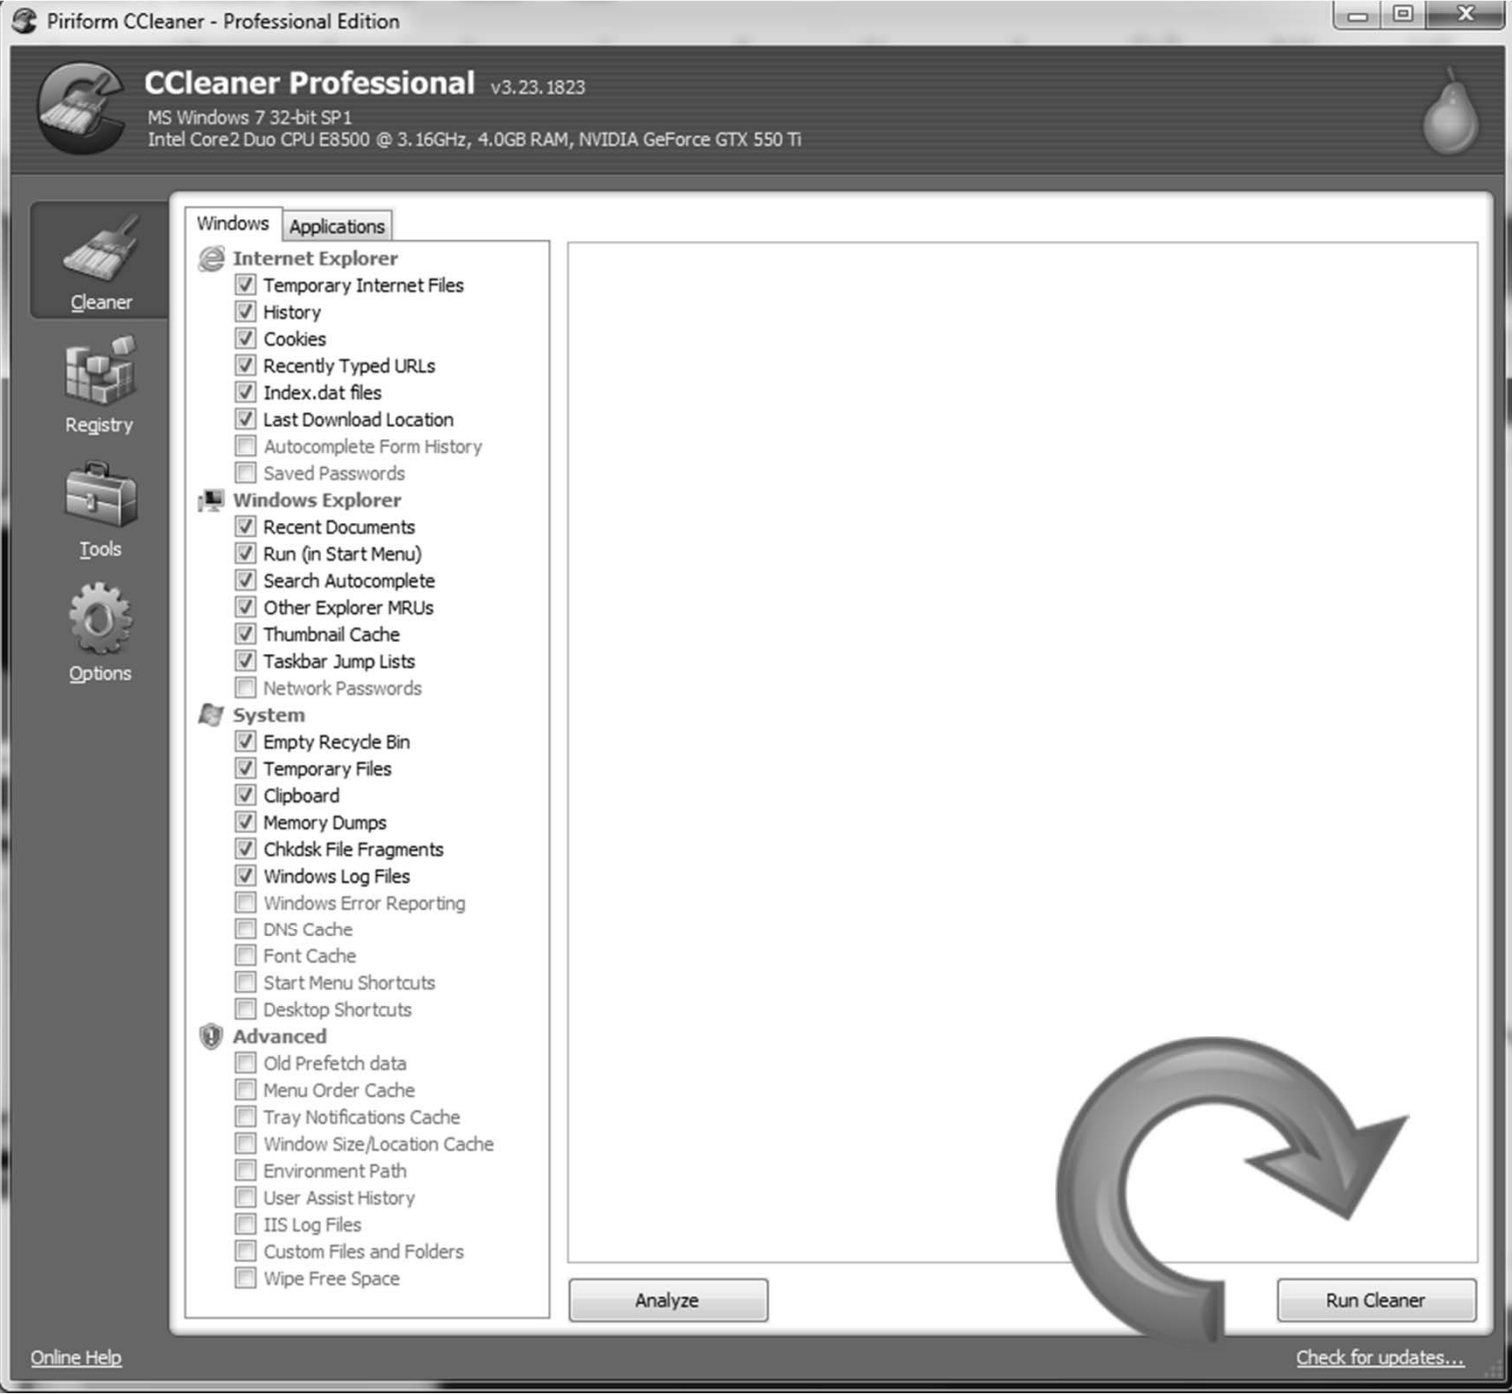 Piriform CCleaner - Professional Edition
CCleaner Professional v3.23.1823
MS Windows 7 32-bit SP1
Intel Core2 Duo CPU E8500 @ 3.16GHz, 4.0GB RAM, NVIDIA GeForce GTX 550 Ti
Cleaner
Registry
Tools
Options
Windows
Applications
Internet Explorer
Temporary Internet Files
History
Cookies
Recently Typed URLs
Index.dat files
Last Download Location
Autocomplete Form History
Saved Passwords
Windows Explorer
Recent Documents
Run (in Start Menu)
Search Autocomplete
Other Explorer MRUs
Thumbnail Cache
Taskbar Jump Lists
Network Passwords
System
Empty Recycle Bin
Temporary Files
Clipboard
Memory Dumps
Chkdsk File Fragments
Windows Log Files
Windows Error Reporting
DNS Cache
Font Cache
Start Menu Shortcuts
Desktop Shortcuts
Advanced
Old Prefetch data
Menu Order Cache
Tray Notifications Cache
Window Size/Location Cache
Environment Path
User Assist History
IIS Log Files
Custom Files and Folders
Wipe Free Space
Analyze
Run Cleaner
Online Help
Check for updates...